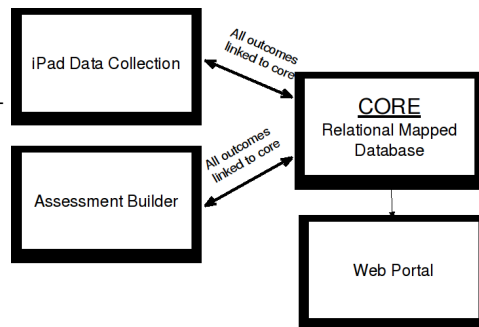 iPad Data Collection
All outcomes
linked to core
CORE
Relational Mapped
Database
All outcomes
linked to core
Assessment Builder
Web Portal